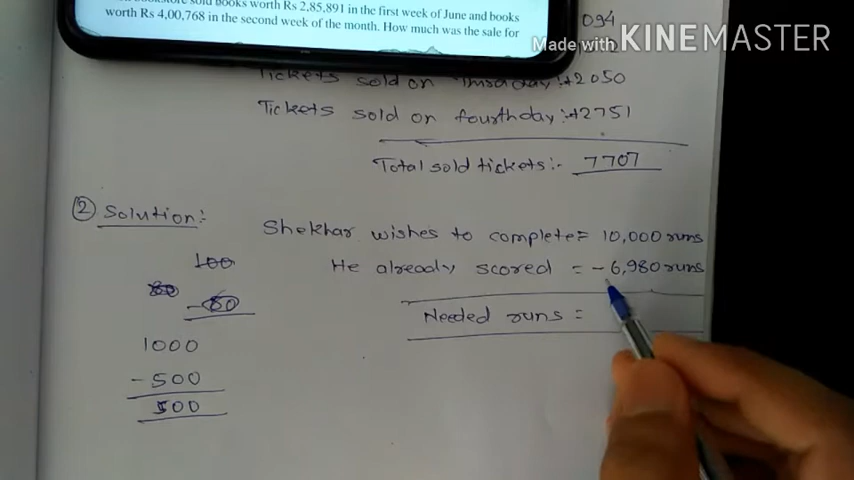 sold books worth Rs 2,85,891 in the first week of June and books
worth Rs 4,00,768 in the second week of the month. How much was the sale for
094
Made with KINEMASTER
Tickets sold on day:+2050
Tickets sold on fourthday:+2751
Total sold tickets:- 7707
② Solution:-
Shekhar wishes to complete= 10,000 runs
He already scored = - 6,980 runs
Needed runs =
100
80
- 80
1000
- 500
500